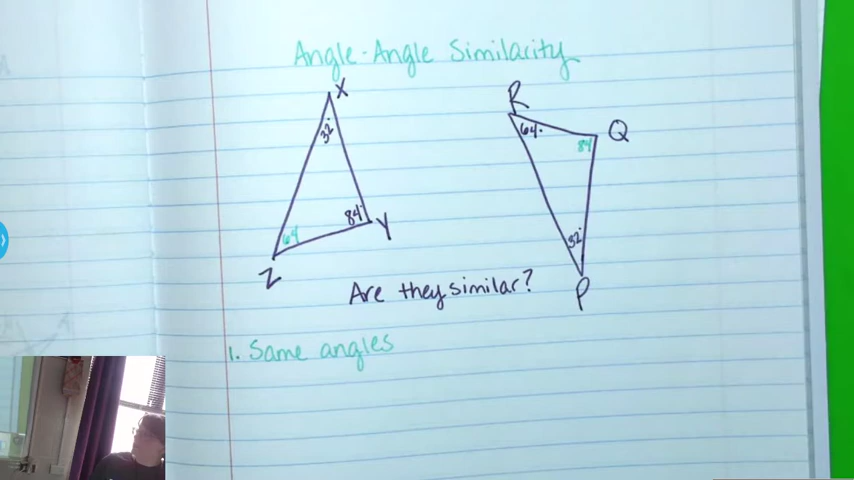 Angle-Angle Similarity
X
32°
R
64°
Q
84
84°
Y
64
32°
Z
Are they similar?
P
1. Same angles